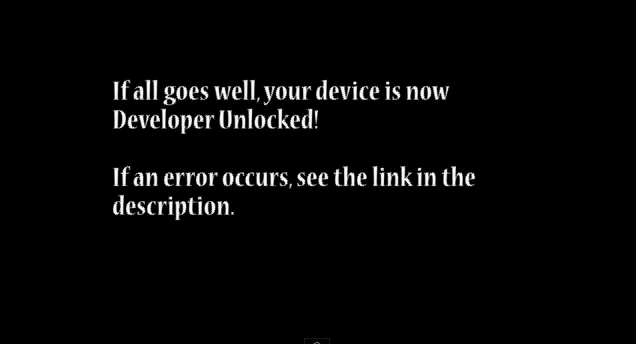 If all goes well, your device is now
Developer Unlocked!
If an error occurs, see the link in the
description.